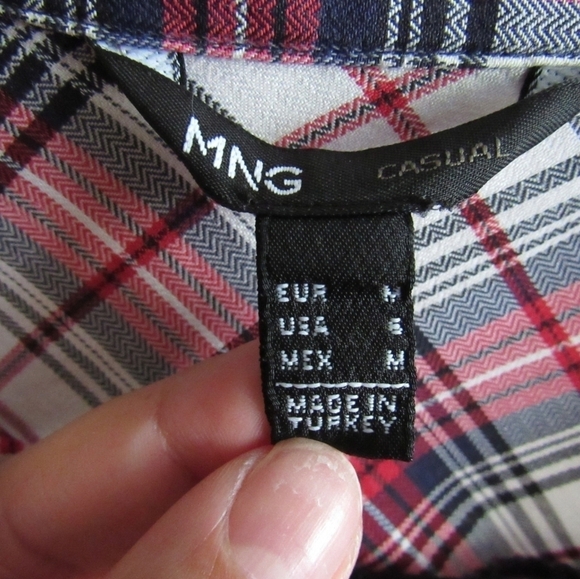 MNG CASUAL
EUR M
USA 6
MEX M
MADE IN
TURKEY